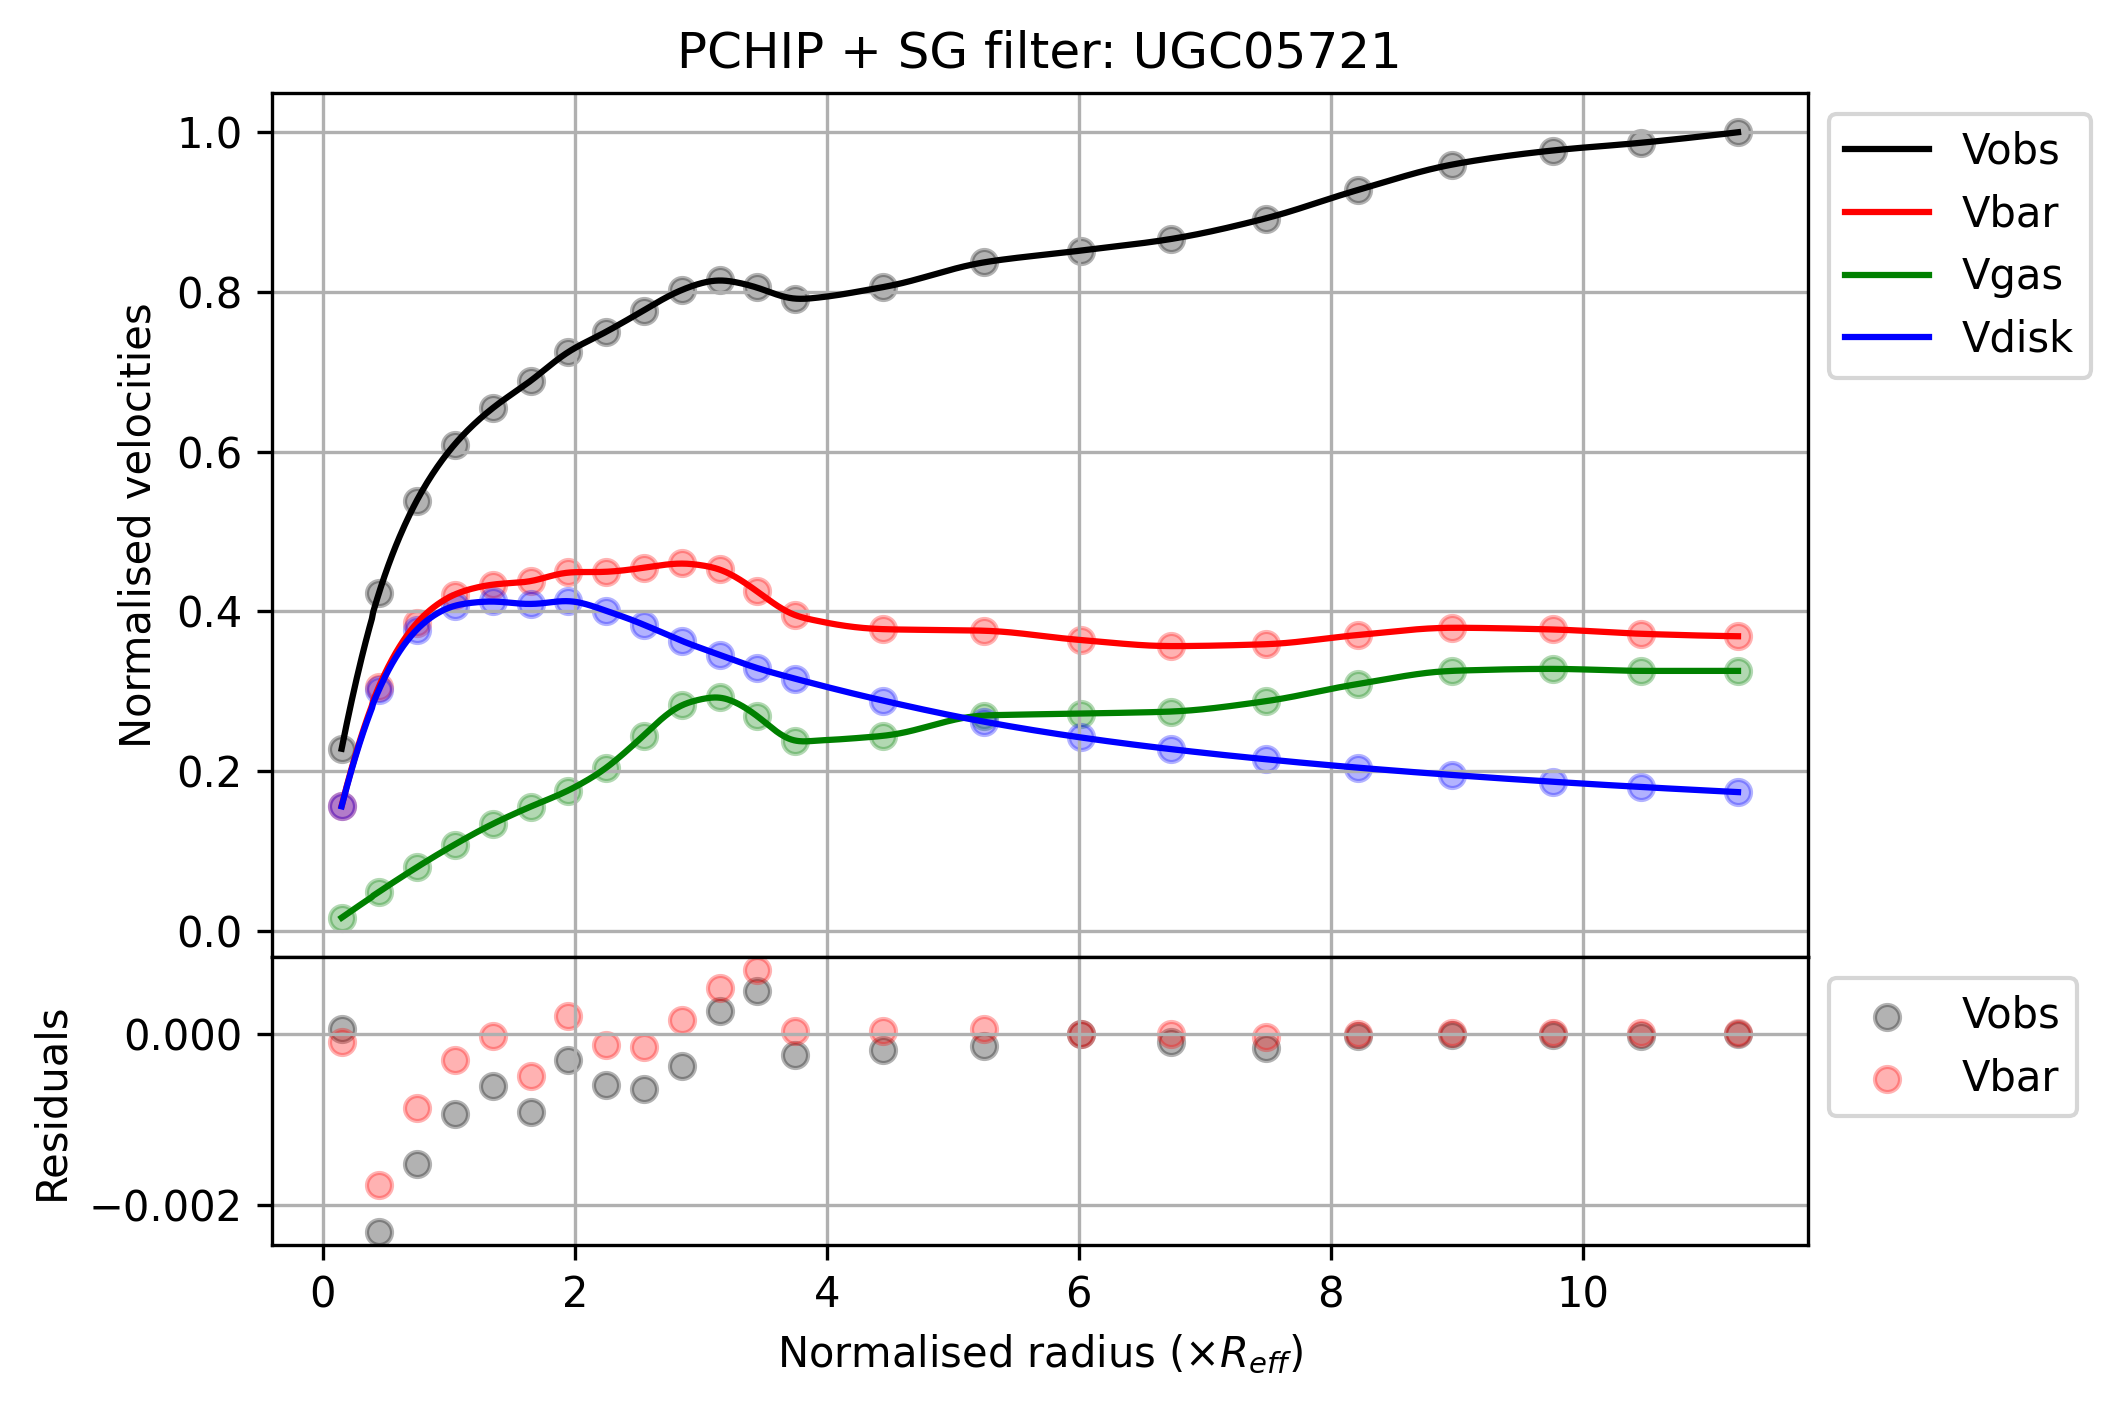 PCHIP + SG filter: UGC05721
Normalised velocities
1.0
0.8
0.6
0.4
0.2
0.0
Vobs
Vbar
Vgas
Vdisk
Residuals
0.000
−0.002
Vobs
Vbar
0 2 4 6 8 10
Normalised radius (×R_eff)